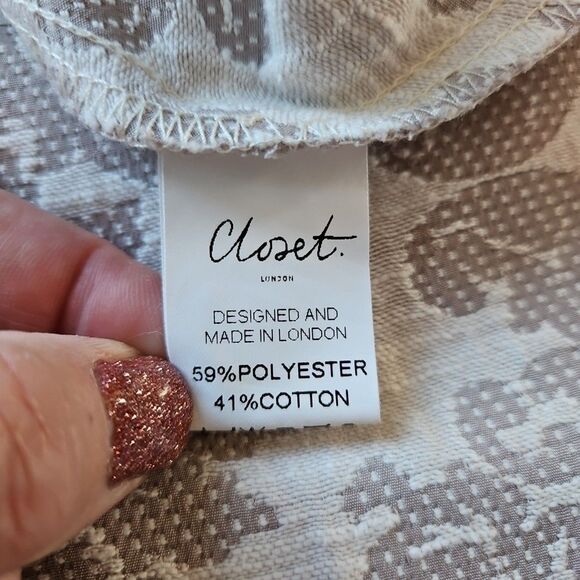 Closet.
LONDON
DESIGNED AND
MADE IN LONDON
59%POLYESTER
41%COTTON